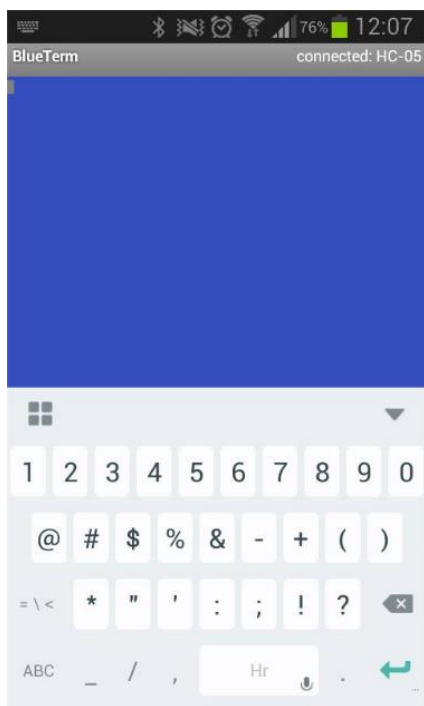 76% 12:07
BlueTerm connected: HC-05
1 2 3 4 5 6 7 8 9 0
@ # $ % & - + ( )
= \ < * " ' : ; ! ?
ABC _ / , Hr . ...